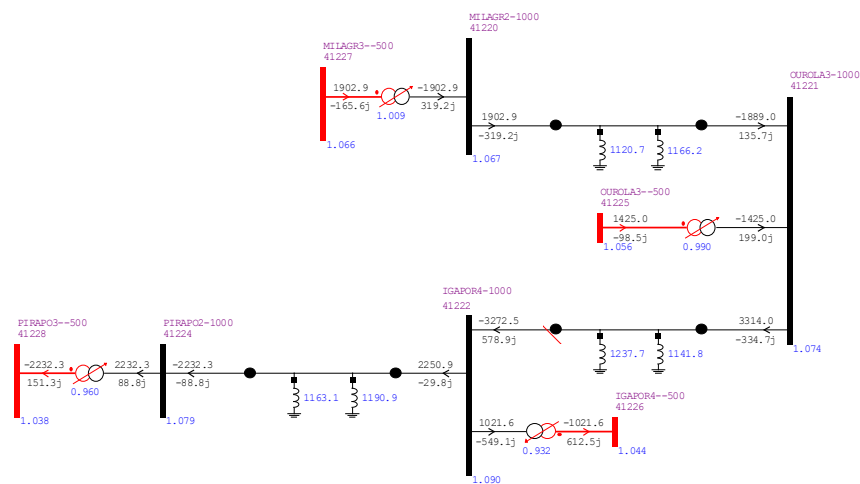 MILAGR2-1000
41220
MILAGR3--500
41227
OUROLA3-1000
41221
1902.9
-165.6j
-1902.9
319.2j
1.009
1.066
1902.9
-319.2j
-1889.0
135.7j
1120.7
1166.2
1.067
OUROLA3--500
41225
1425.0
-98.5j
-1425.0
199.0j
1.056
0.990
IGAPOR4-1000
41222
PIRAPO3--500
41228
PIRAPO2-1000
41224
-3272.5
578.9j
3314.0
-334.7j
1237.7
1141.8
1.074
-2232.3
151.3j
2232.3
88.8j
-2232.3
-88.8j
2250.9
-29.8j
0.960
1163.1
1190.9
1.038
1.079
IGAPOR4--500
41226
1021.6
-549.1j
-1021.6
612.5j
0.932
1.044
1.090